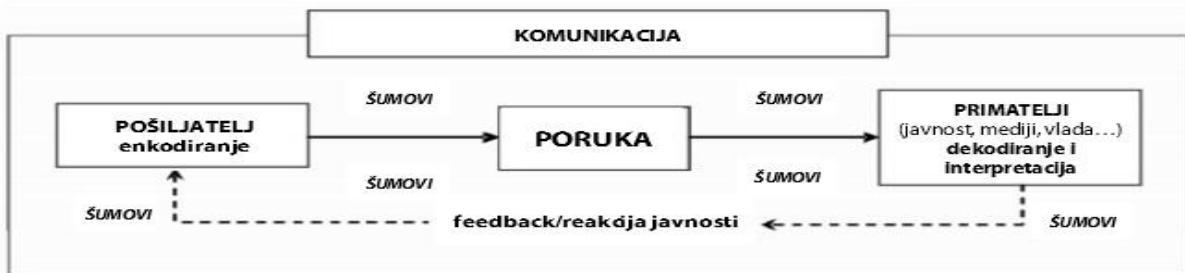 KOMUNIKACIJA
ŠUMOVI
ŠUMOVI
POŠILJATELJ
enkodiranje
PORUKA
PRIMATELJI
(javnost, mediji, vlada...)
dekodiranje i
interpretacija
ŠUMOVI
ŠUMOVI
ŠUMOVI
feedback/reakcija javnosti
ŠUMOVI